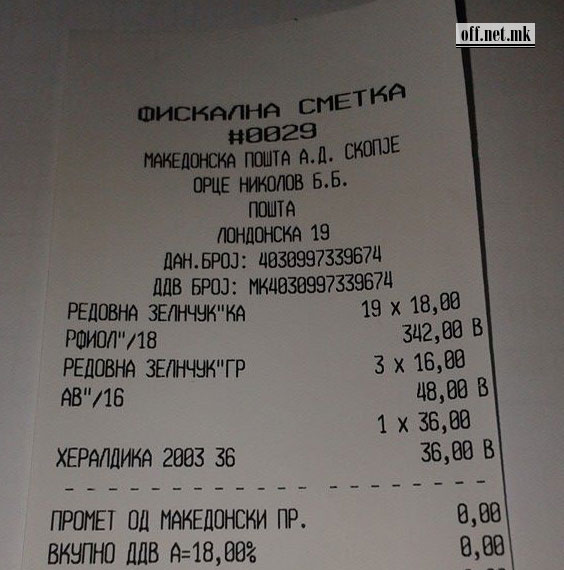 off.net.mk
ФИСКАЛНА СМЕТКА
#0029
МАКЕДОНСКА ПОШТА А.Д. СКОПЈЕ
ОРЦЕ НИКОЛОВ Б.Б.
ПОШТА
ЛОНДОНСКА 19
ДАН.БРОЈ: 4030997339674
ДДВ БРОЈ: МК4030997339674
РЕДОВНА ЗЕЛНЧУК"КА 19 x 18,00
РФИОЛ"/18 342,00 В
РЕДОВНА ЗЕЛНЧУК"ГР 3 x 16,00
АВ"/16 48,00 В
1 x 36,00
ХЕРАЛДИКА 2003 36 36,00 В
ПРОМЕТ ОД МАКЕДОНСКИ ПР. 0,00
ВКУПНО ДДВ А=18,00% 0,00